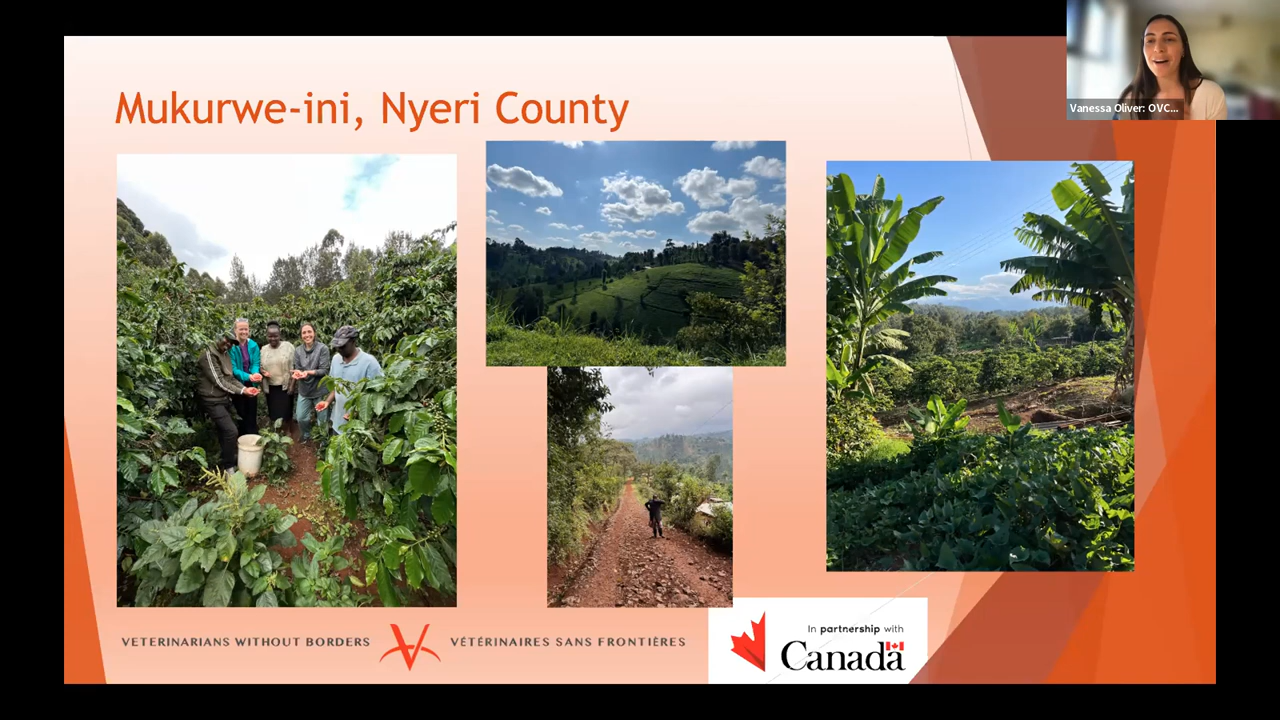 Vanessa Oliver: OVC...
Mukurwe-ini, Nyeri County
VETERINARIANS WITHOUT BORDERS
VÉTÉRINAIRES SANS FRONTIÈRES
In partnership with
Canada